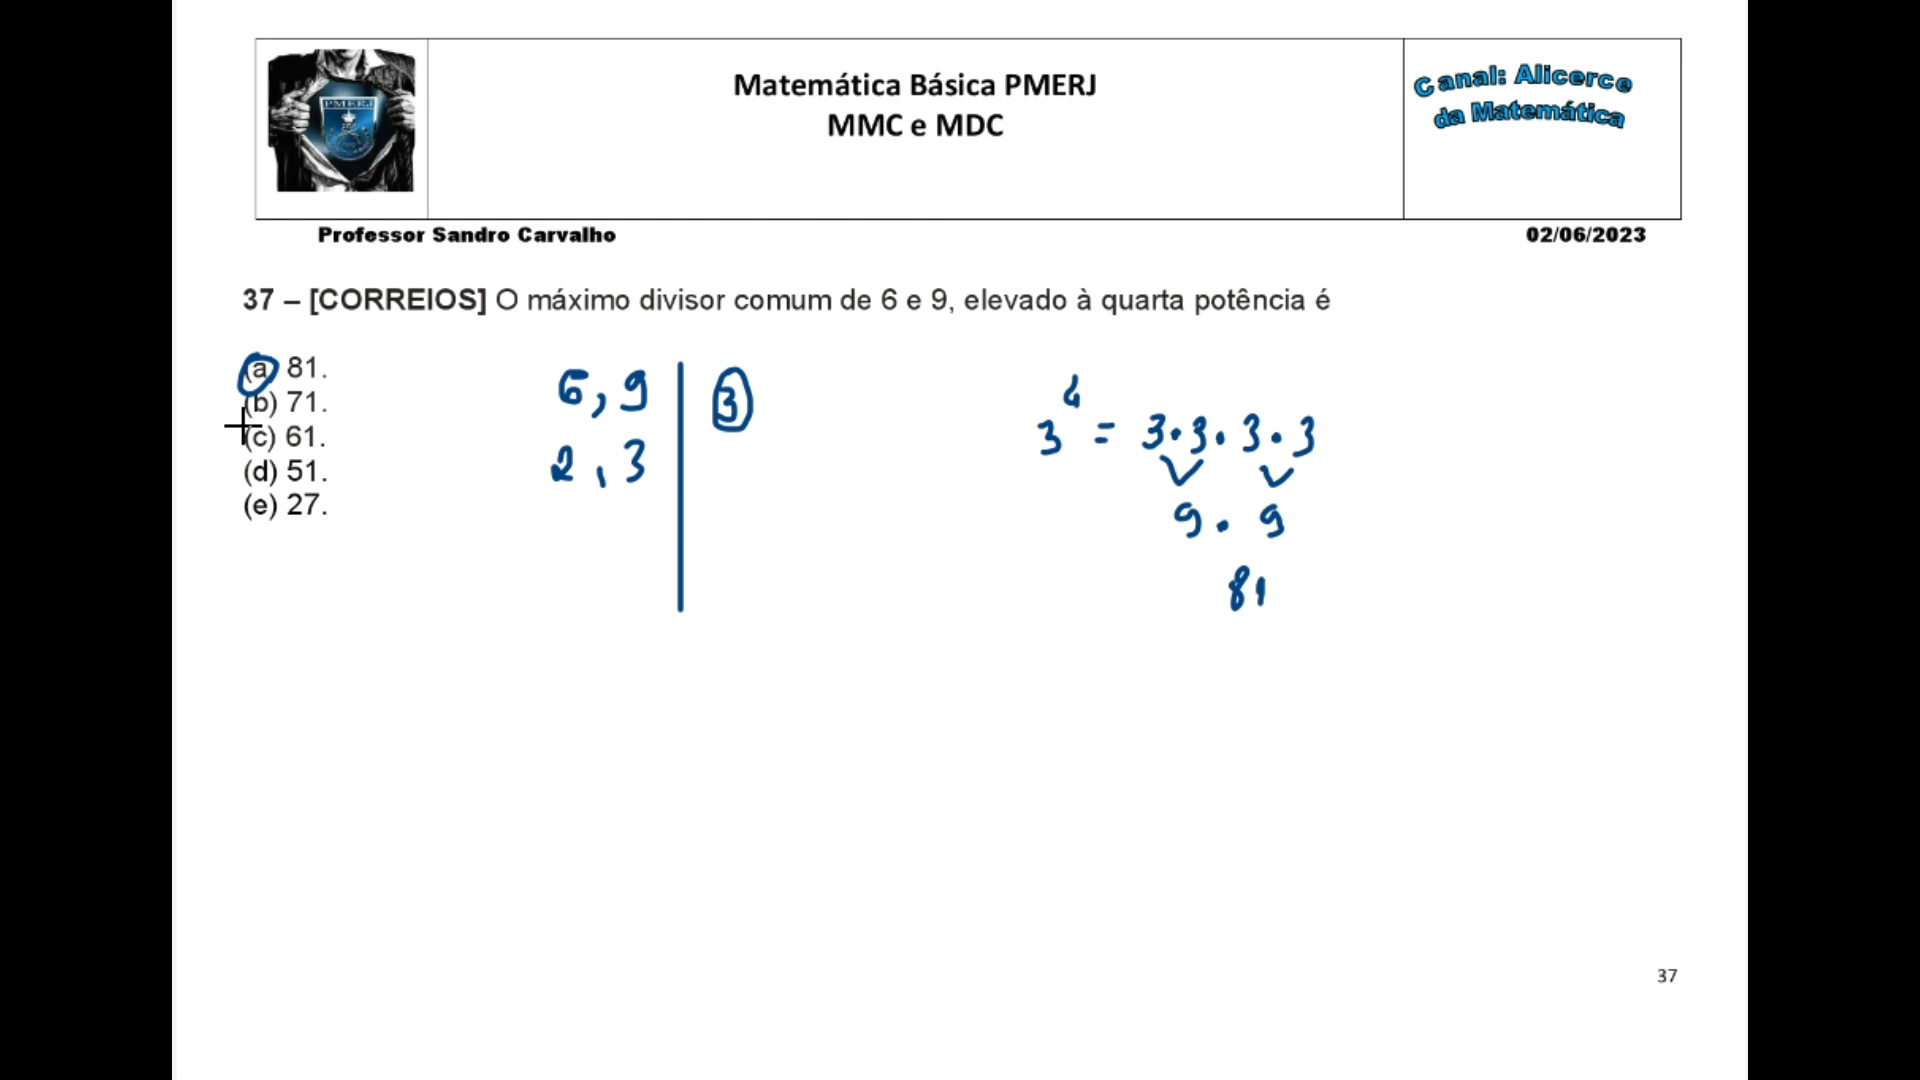 PMERJ
Matemática Básica PMERJ
MMC e MDC
Canal: Alicerce
da Matemática
Professor Sandro Carvalho
02/06/2023
37 – [CORREIOS] O máximo divisor comum de 6 e 9, elevado à quarta potência é
(a) 81.
(b) 71.
(c) 61.
(d) 51.
(e) 27.
6, 9 | 3
2, 3
3⁴ = 3·3·3·3
9·9
81
37